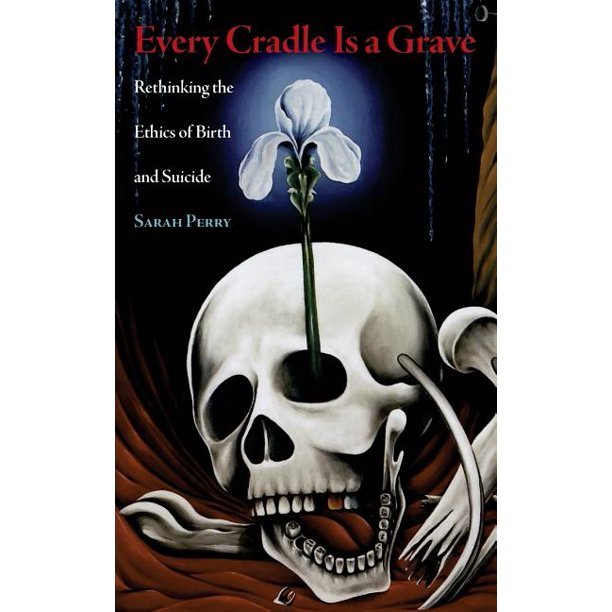 Every Cradle Is a Grave
Rethinking the
Ethics of Birth
and Suicide
Sarah Perry